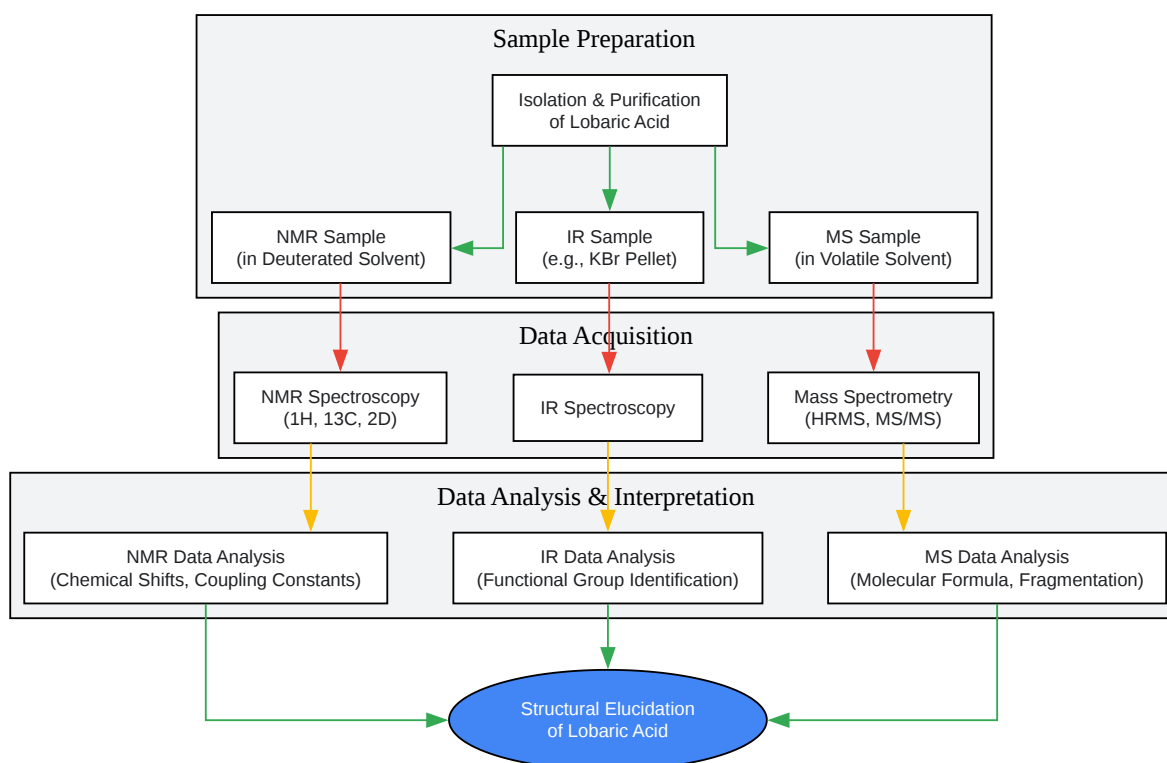 Sample Preparation
Isolation & Purification
of Lobaric Acid
NMR Sample
(in Deuterated Solvent)
IR Sample
(e.g., KBr Pellet)
MS Sample
(in Volatile Solvent)
Data Acquisition
NMR Spectroscopy
(1H, 13C, 2D)
IR Spectroscopy
Mass Spectrometry
(HRMS, MS/MS)
Data Analysis & Interpretation
NMR Data Analysis
(Chemical Shifts, Coupling Constants)
IR Data Analysis
(Functional Group Identification)
MS Data Analysis
(Molecular Formula, Fragmentation)
Structural Elucidation
of Lobaric Acid